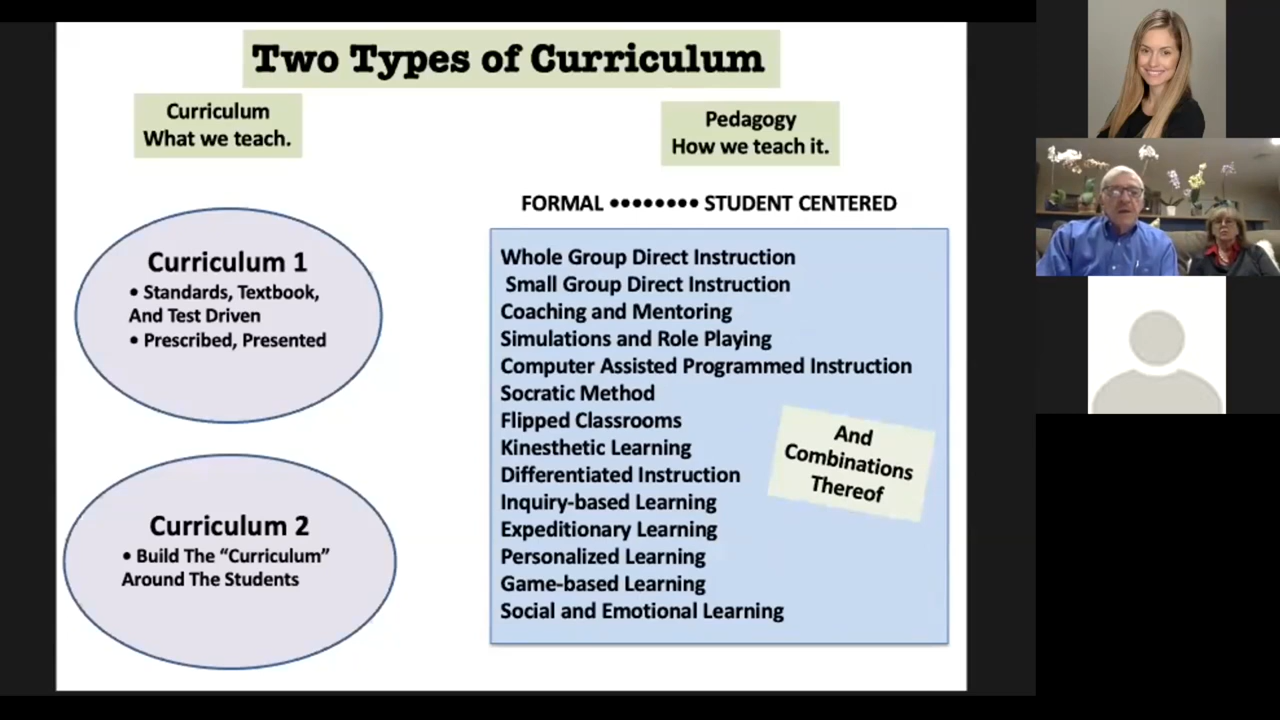 Two Types of Curriculum
Curriculum
What we teach.
Pedagogy
How we teach it.
FORMAL •••••••• STUDENT CENTERED
Curriculum 1
• Standards, Textbook,
And Test Driven
• Prescribed, Presented
Curriculum 2
• Build The “Curriculum”
Around The Students
Whole Group Direct Instruction
Small Group Direct Instruction
Coaching and Mentoring
Simulations and Role Playing
Computer Assisted Programmed Instruction
Socratic Method
Flipped Classrooms
Kinesthetic Learning
Differentiated Instruction
Inquiry-based Learning
Expeditionary Learning
Personalized Learning
Game-based Learning
Social and Emotional Learning
And
Combinations
Thereof